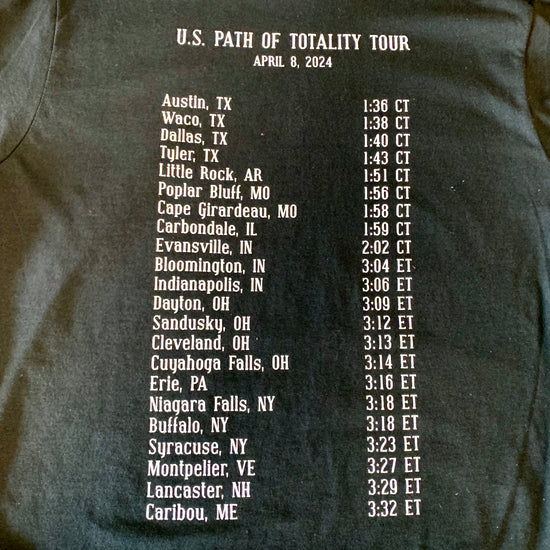 U.S. PATH OF TOTALITY TOUR
APRIL 8, 2024
Austin, TX 1:36 CT
Waco, TX 1:38 CT
Dallas, TX 1:40 CT
Tyler, TX 1:43 CT
Little Rock, AR 1:51 CT
Poplar Bluff, MO 1:56 CT
Cape Girardeau, MO 1:58 CT
Carbondale, IL 1:59 CT
Evansville, IN 2:02 CT
Bloomington, IN 3:04 ET
Indianapolis, IN 3:06 ET
Dayton, OH 3:09 ET
Sandusky, OH 3:12 ET
Cleveland, OH 3:13 ET
Cuyahoga Falls, OH 3:14 ET
Erie, PA 3:16 ET
Niagara Falls, NY 3:18 ET
Buffalo, NY 3:18 ET
Syracuse, NY 3:23 ET
Montpelier, VE 3:27 ET
Lancaster, NH 3:29 ET
Caribou, ME 3:32 ET